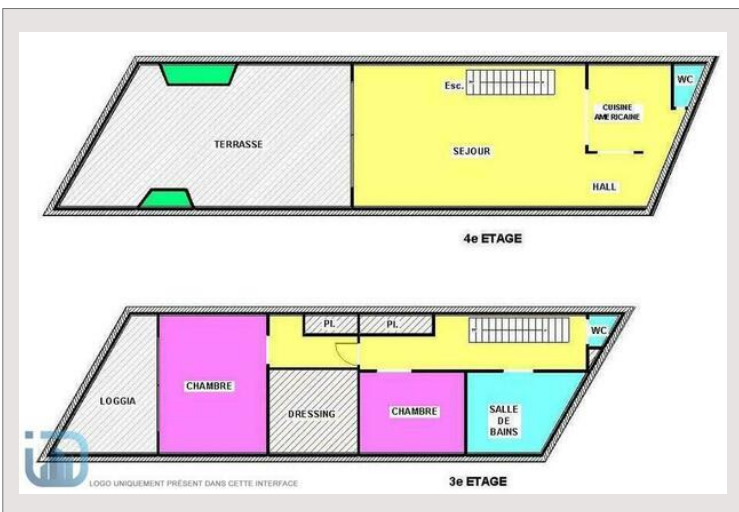 Esc.
WC
CUISINE
AMERICAINE
TERRASSE
SEJOUR
HALL
4e ETAGE
PL.
PL.
WC
LOGGIA
CHAMBRE
DRESSING
CHAMBRE
SALLE
DE
BAINS
LOGO UNIQUEMENT PRÉSENT DANS CETTE INTERFACE
3e ETAGE